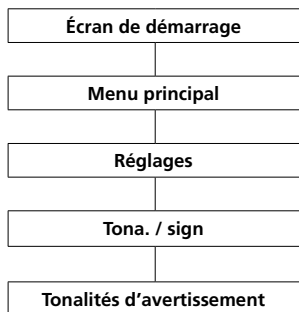 Écran de démarrage
Menu principal
Réglages
Tona. / sign
Tonalités d’avertissement